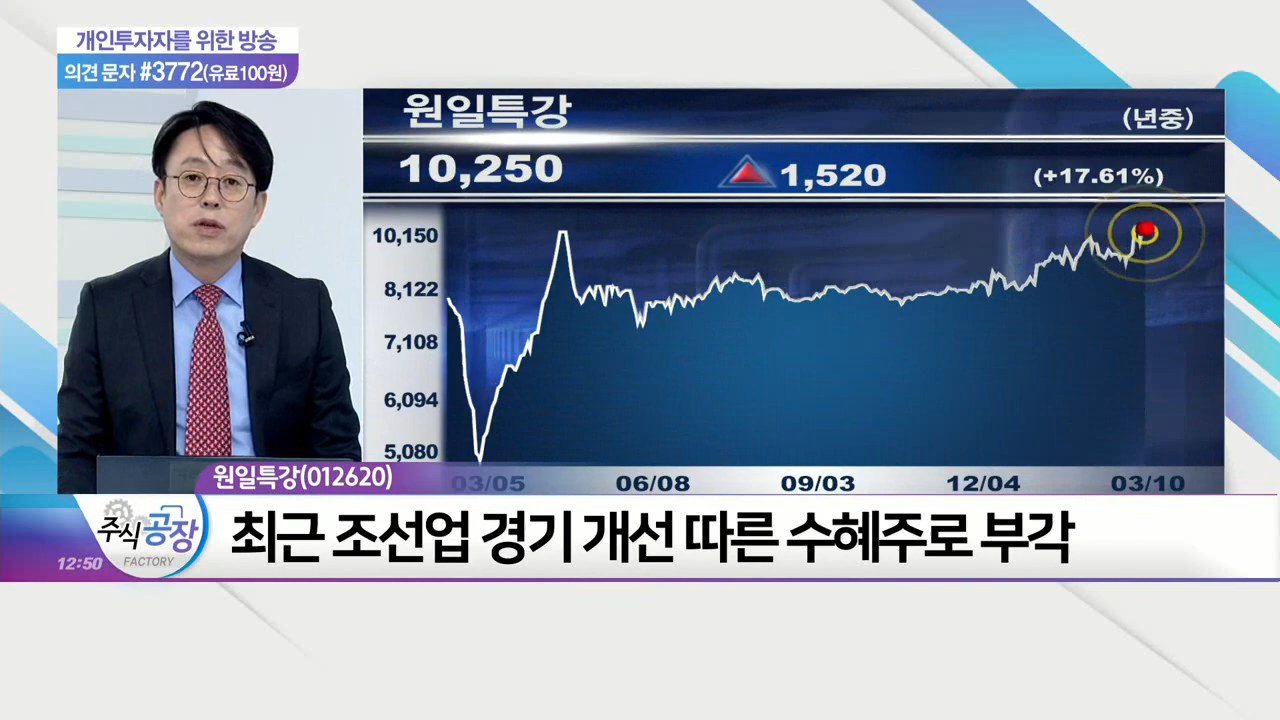 개인투자자를 위한 방송
의견 문자 #3772(유료100원)
원일특강
(년중)
10,250
1,520
(+17.61%)
10,150
8,122
7,108
6,094
5,080
03/05
06/08
09/03
12/04
03/10
원일특강(012620)
주식공장
FACTORY
12:50
최근 조선업 경기 개선 따른 수혜주로 부각